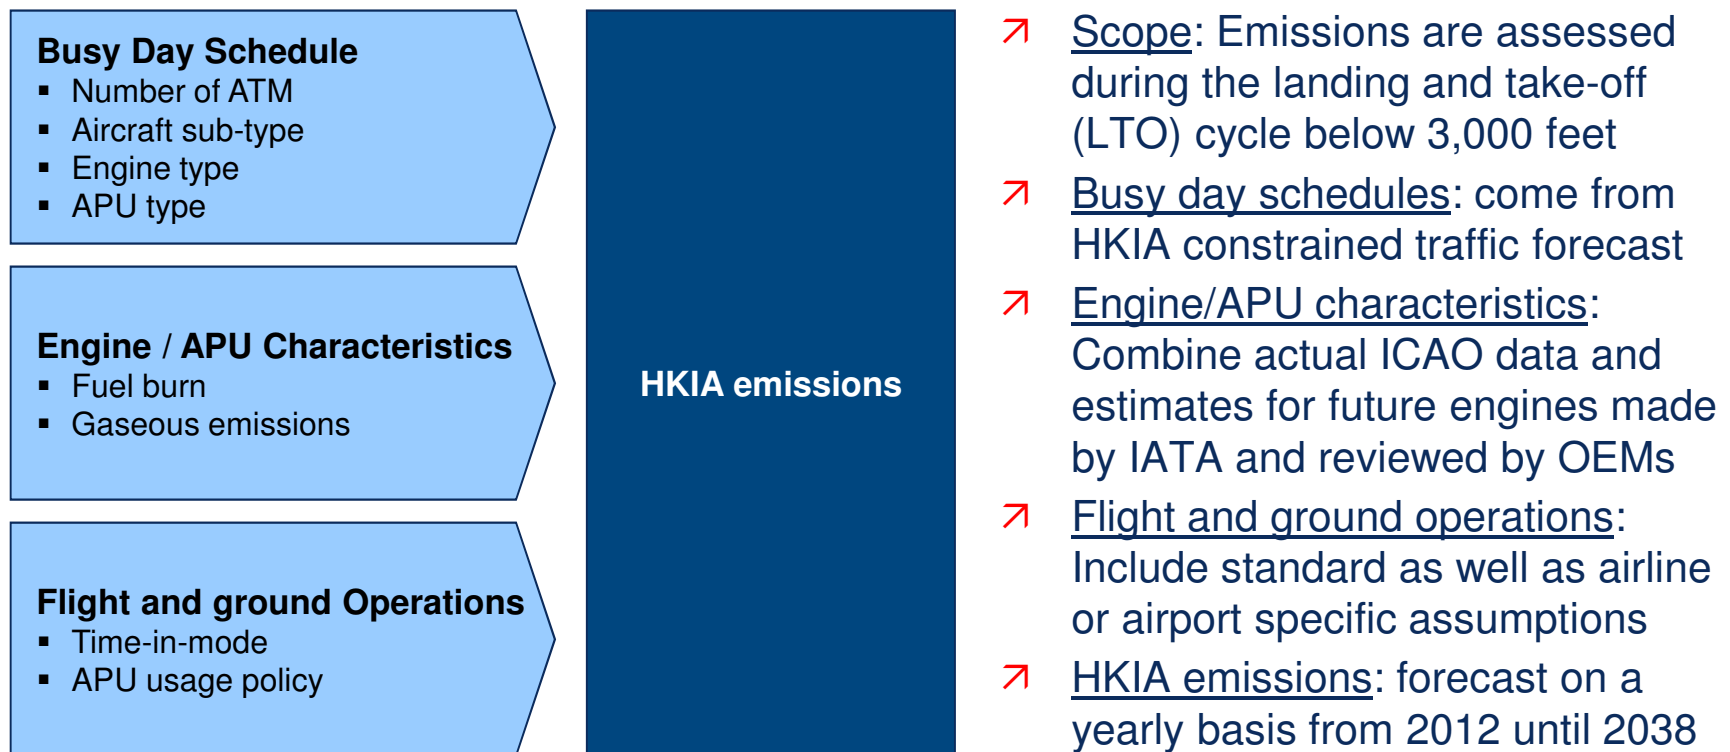 Busy Day Schedule
▪ Number of ATM
▪ Aircraft sub-type
▪ Engine type
▪ APU type
Engine / APU Characteristics
▪ Fuel burn
▪ Gaseous emissions
Flight and ground Operations
▪ Time-in-mode
▪ APU usage policy
HKIA emissions
Scope: Emissions are assessed
during the landing and take-off
(LTO) cycle below 3,000 feet
Busy day schedules: come from
HKIA constrained traffic forecast
Engine/APU characteristics:
Combine actual ICAO data and
estimates for future engines made
by IATA and reviewed by OEMs
Flight and ground operations:
Include standard as well as airline
or airport specific assumptions
HKIA emissions: forecast on a
yearly basis from 2012 until 2038